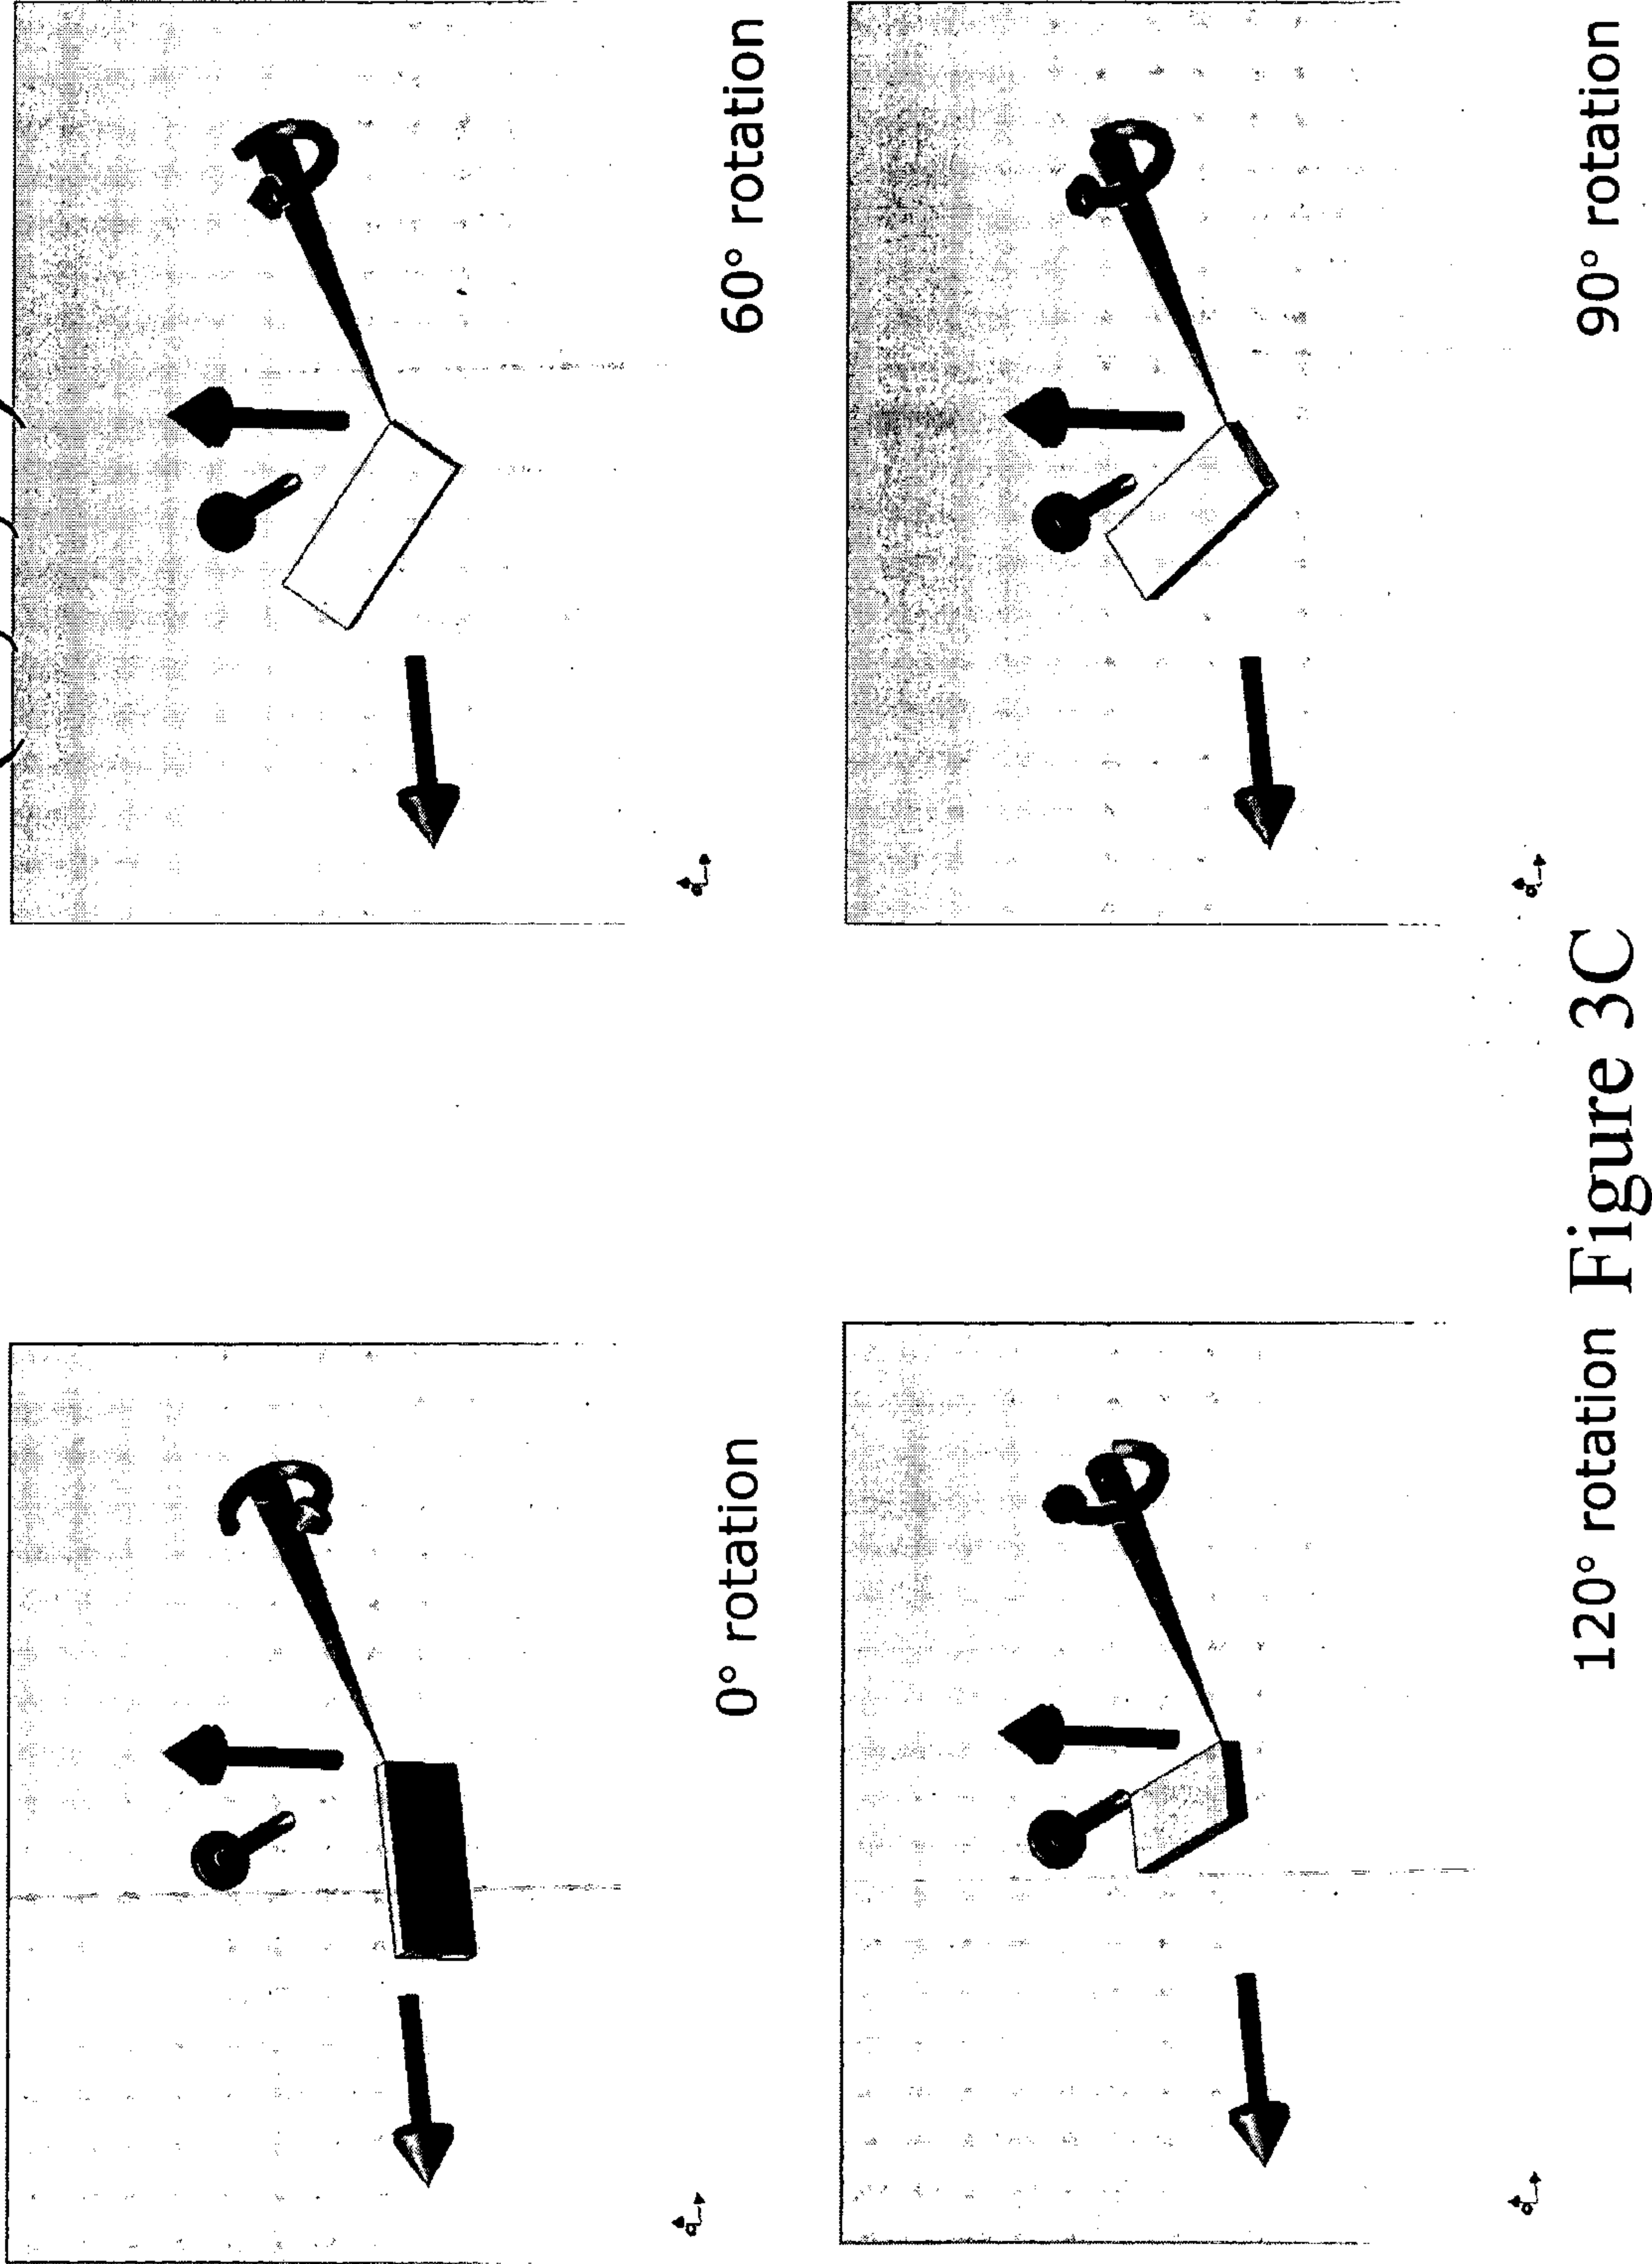 0° rotation
60° rotation
120° rotation
Figure 3C
90° rotation